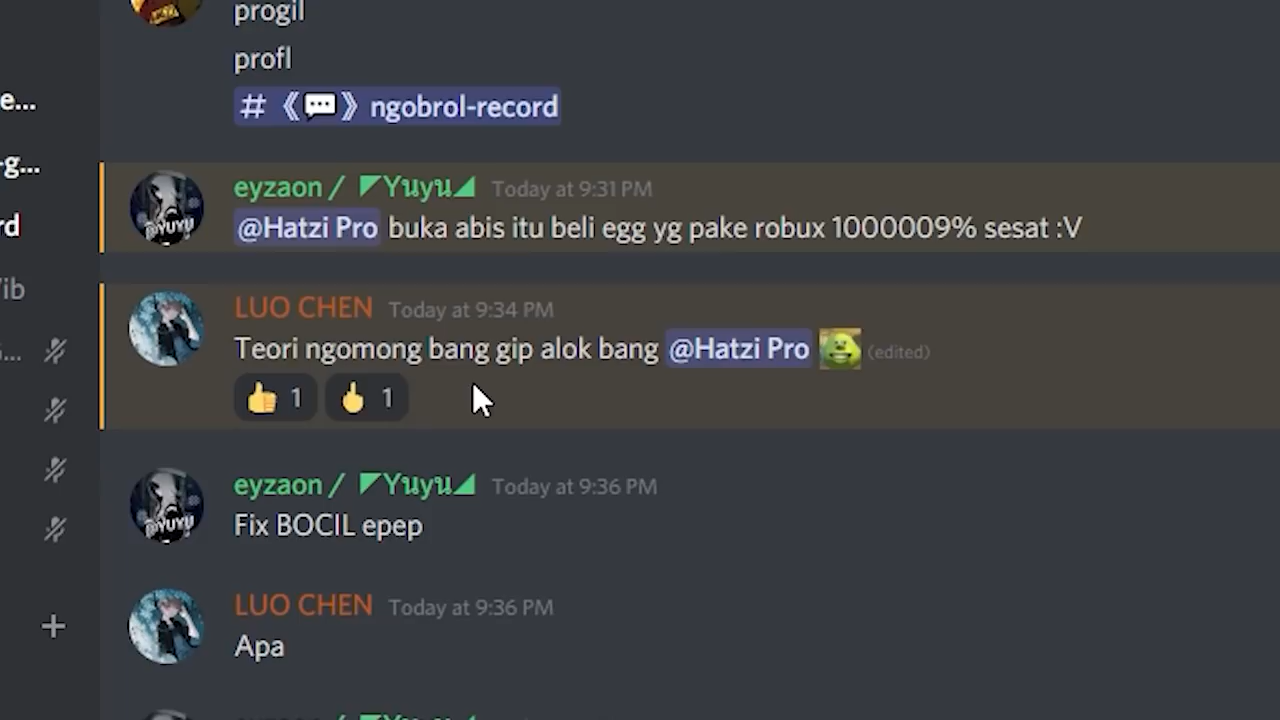 progil
profl
e...
# 《💬》 ngobrol-record
-g...
eyzaon / ◤Yuyu◢ Today at 9:31 PM
@Hatzi Pro buka abis itu beli egg yg pake robux 1000009% sesat :V
rd
ib
LUO CHEN Today at 9:34 PM
Teori ngomong bang gip alok bang @Hatzi Pro (edited)
👍 1 🖕 1
eyzaon / ◤Yuyu◢ Today at 9:36 PM
Fix BOCIL epep
LUO CHEN Today at 9:36 PM
Apa